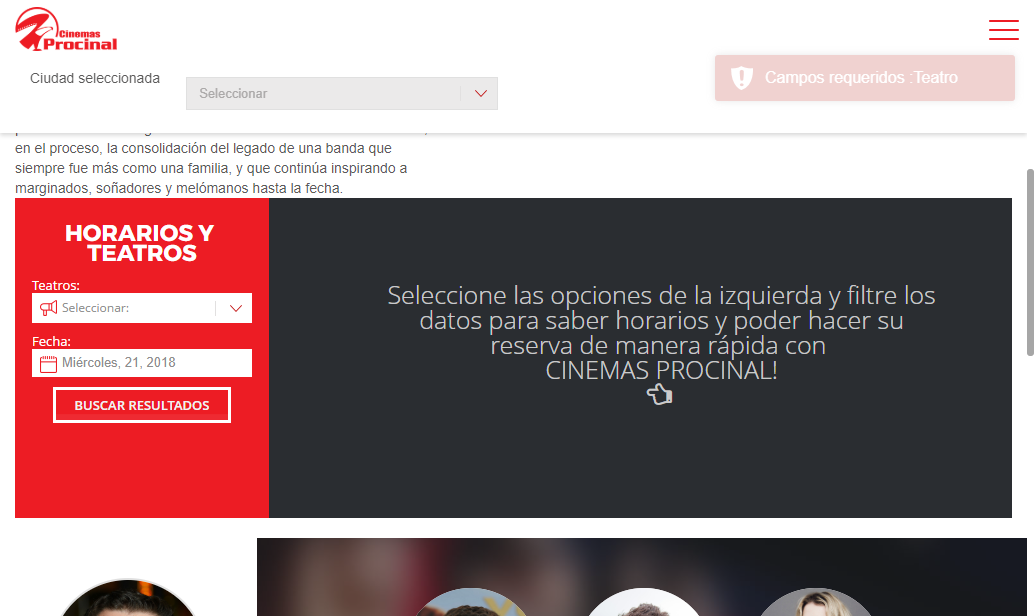 Cinemas
Procinal
Ciudad seleccionada
Seleccionar
Campos requeridos :Teatro
en el proceso, la consolidación del legado de una banda que
siempre fue más como una familia, y que continúa inspirando a
marginados, soñadores y melómanos hasta la fecha.
HORARIOS Y
TEATROS
Teatros:
Seleccionar:
Fecha:
Miércoles, 21, 2018
BUSCAR RESULTADOS
Seleccione las opciones de la izquierda y filtre los
datos para saber horarios y poder hacer su
reserva de manera rápida con
CINEMAS PROCINAL!